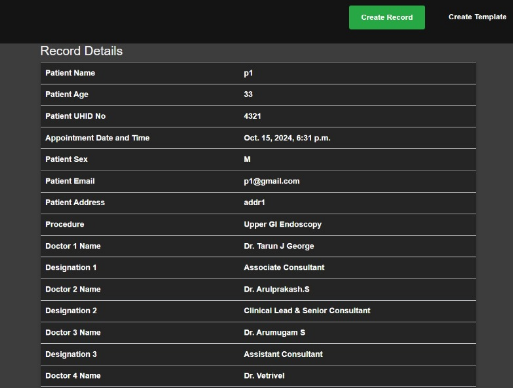 Create Record Create Template
Record Details
Patient Name p1
Patient Age 33
Patient UHID No 4321
Appointment Date and Time Oct. 15, 2024, 6:31 p.m.
Patient Sex M
Patient Email p1@gmail.com
Patient Address addr1
Procedure Upper GI Endoscopy
Doctor 1 Name Dr. Tarun J George
Designation 1 Associate Consultant
Doctor 2 Name Dr. Arulprakash.S
Designation 2 Clinical Lead & Senior Consultant
Doctor 3 Name Dr. Arumugam S
Designation 3 Assistant Consultant
Doctor 4 Name Dr. Vetrivel